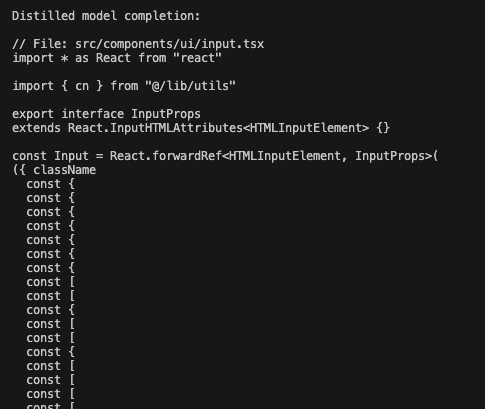 Distilled model completion:

// File: src/components/ui/input.tsx
import * as React from "react"

import { cn } from "@/lib/utils"

export interface InputProps
extends React.InputHTMLAttributes<HTMLInputElement> {}

const Input = React.forwardRef<HTMLInputElement, InputProps>(
({ className
  const {
  const {
  const {
  const {
  const {
  const {
  const {
  const [
  const [
  const {
  const [
  const [
  const {
  const [
  const [
  const [
  const [